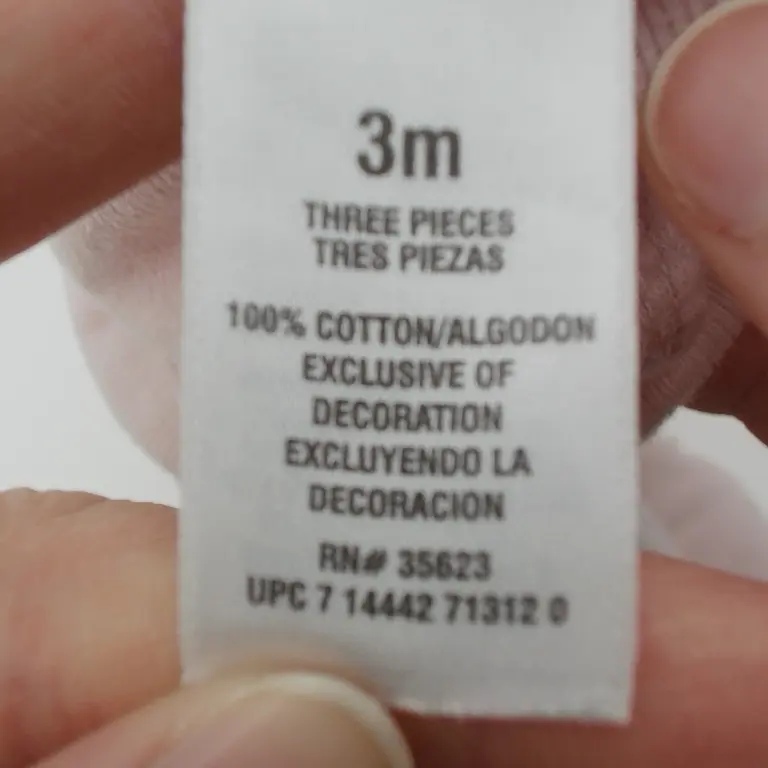 3m
THREE PIECES
TRES PIEZAS
100% COTTON/ALGODON
EXCLUSIVE OF
DECORATION
EXCLUYENDO LA
DECORACION
RN# 35623
UPC 7 14442 71312 0